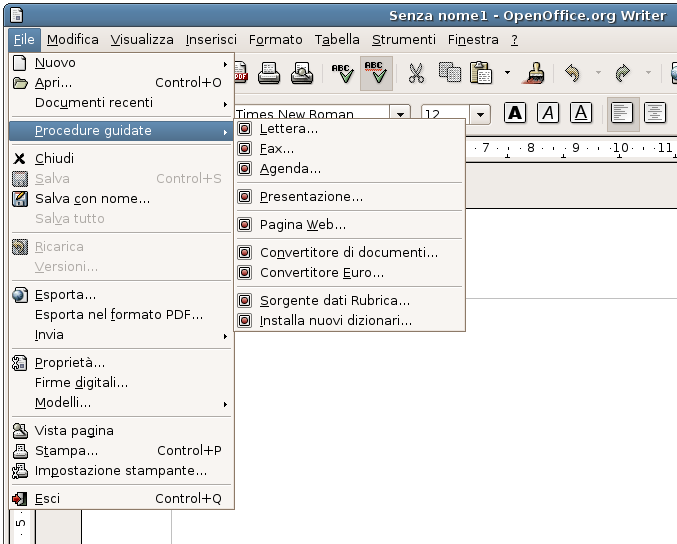 Senza nome1 - OpenOffice.org Writer
File Modifica Visualizza Inserisci Formato Tabella Strumenti Finestra ?
Nuovo
Apri... Control+O
Documenti recenti
Procedure guidate
Chiudi
Salva Control+S
Salva con nome...
Salva tutto
Ricarica
Versioni...
Esporta...
Esporta nel formato PDF...
Invia
Proprietà...
Firme digitali...
Modelli...
Vista pagina
Stampa... Control+P
Impostazione stampante...
Esci Control+Q
ABC ABC
Times New Roman 12 A A A
7 8 9 10 11
Lettera...
Fax...
Agenda...
Presentazione...
Pagina Web...
Convertitore di documenti...
Convertitore Euro...
Sorgente dati Rubrica...
Installa nuovi dizionari...
5